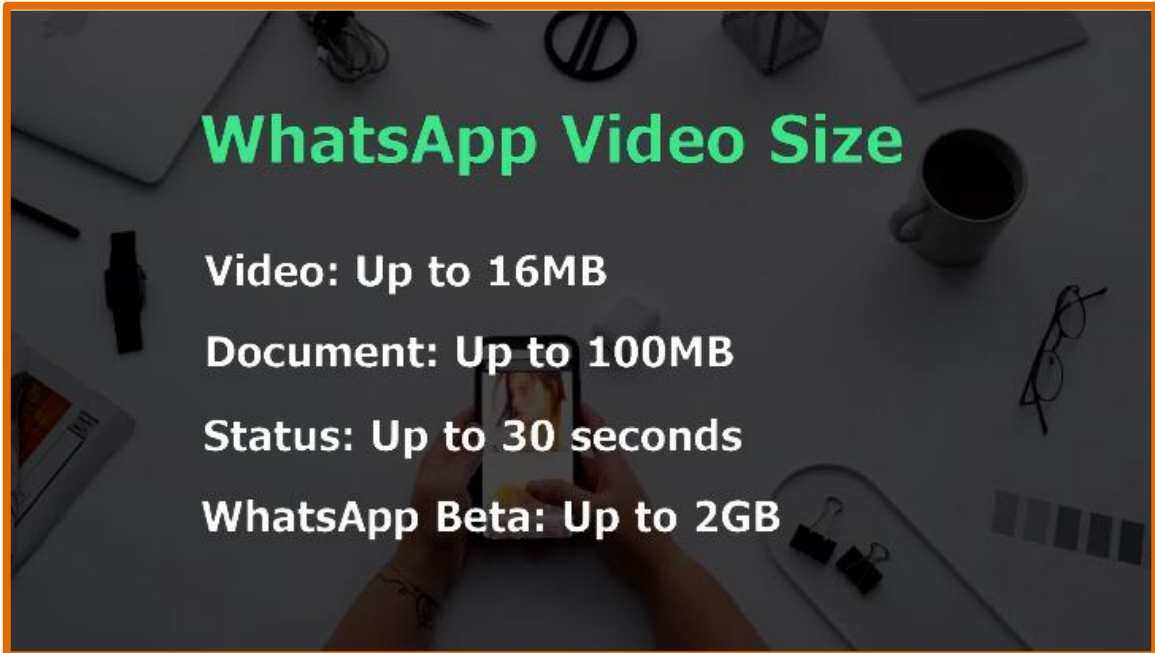 WhatsApp Video Size
Video: Up to 16MB
Document: Up to 100MB
Status: Up to 30 seconds
WhatsApp Beta: Up to 2GB